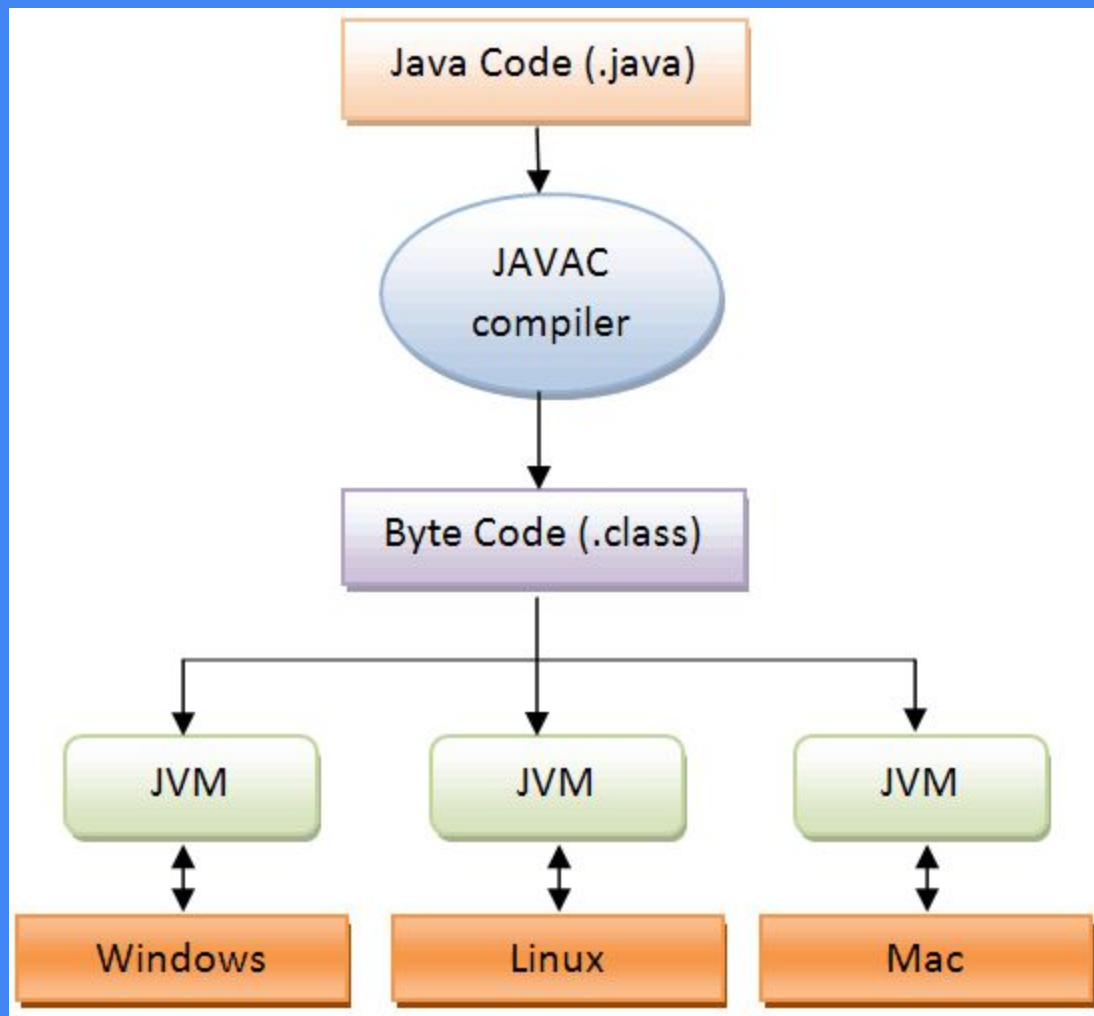 Java Code (.java)
JAVAC
compiler
Byte Code (.class)
JVM
JVM
JVM
Windows
Linux
Mac